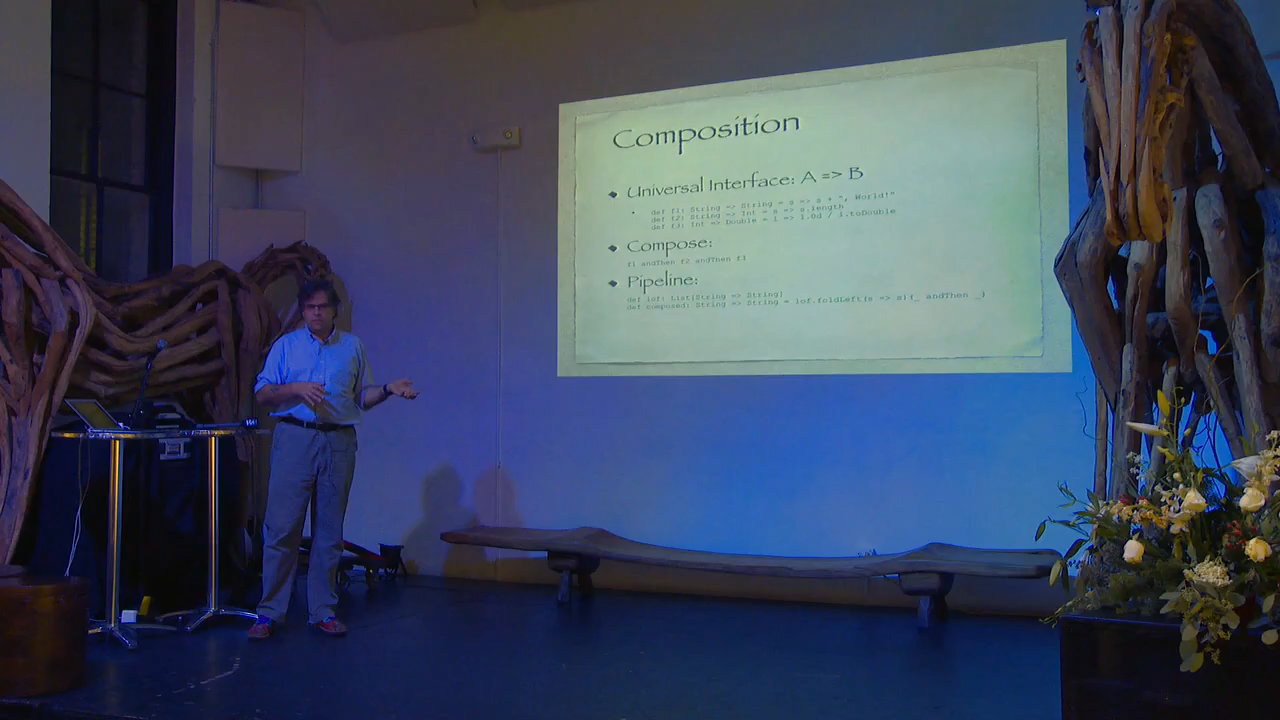 Composition
Universal Interface: A => B
def f1: String => String = s => s + ", World!"
def f2: String => Int = s => s.length
def f3: Int => Double = i => 1.0d / i.toDouble
Compose:
f1 andThen f2 andThen f3
Pipeline:
def lof: List[String => String]
def composed: String => String = lof.foldLeft(s => s)(_ andThen _)